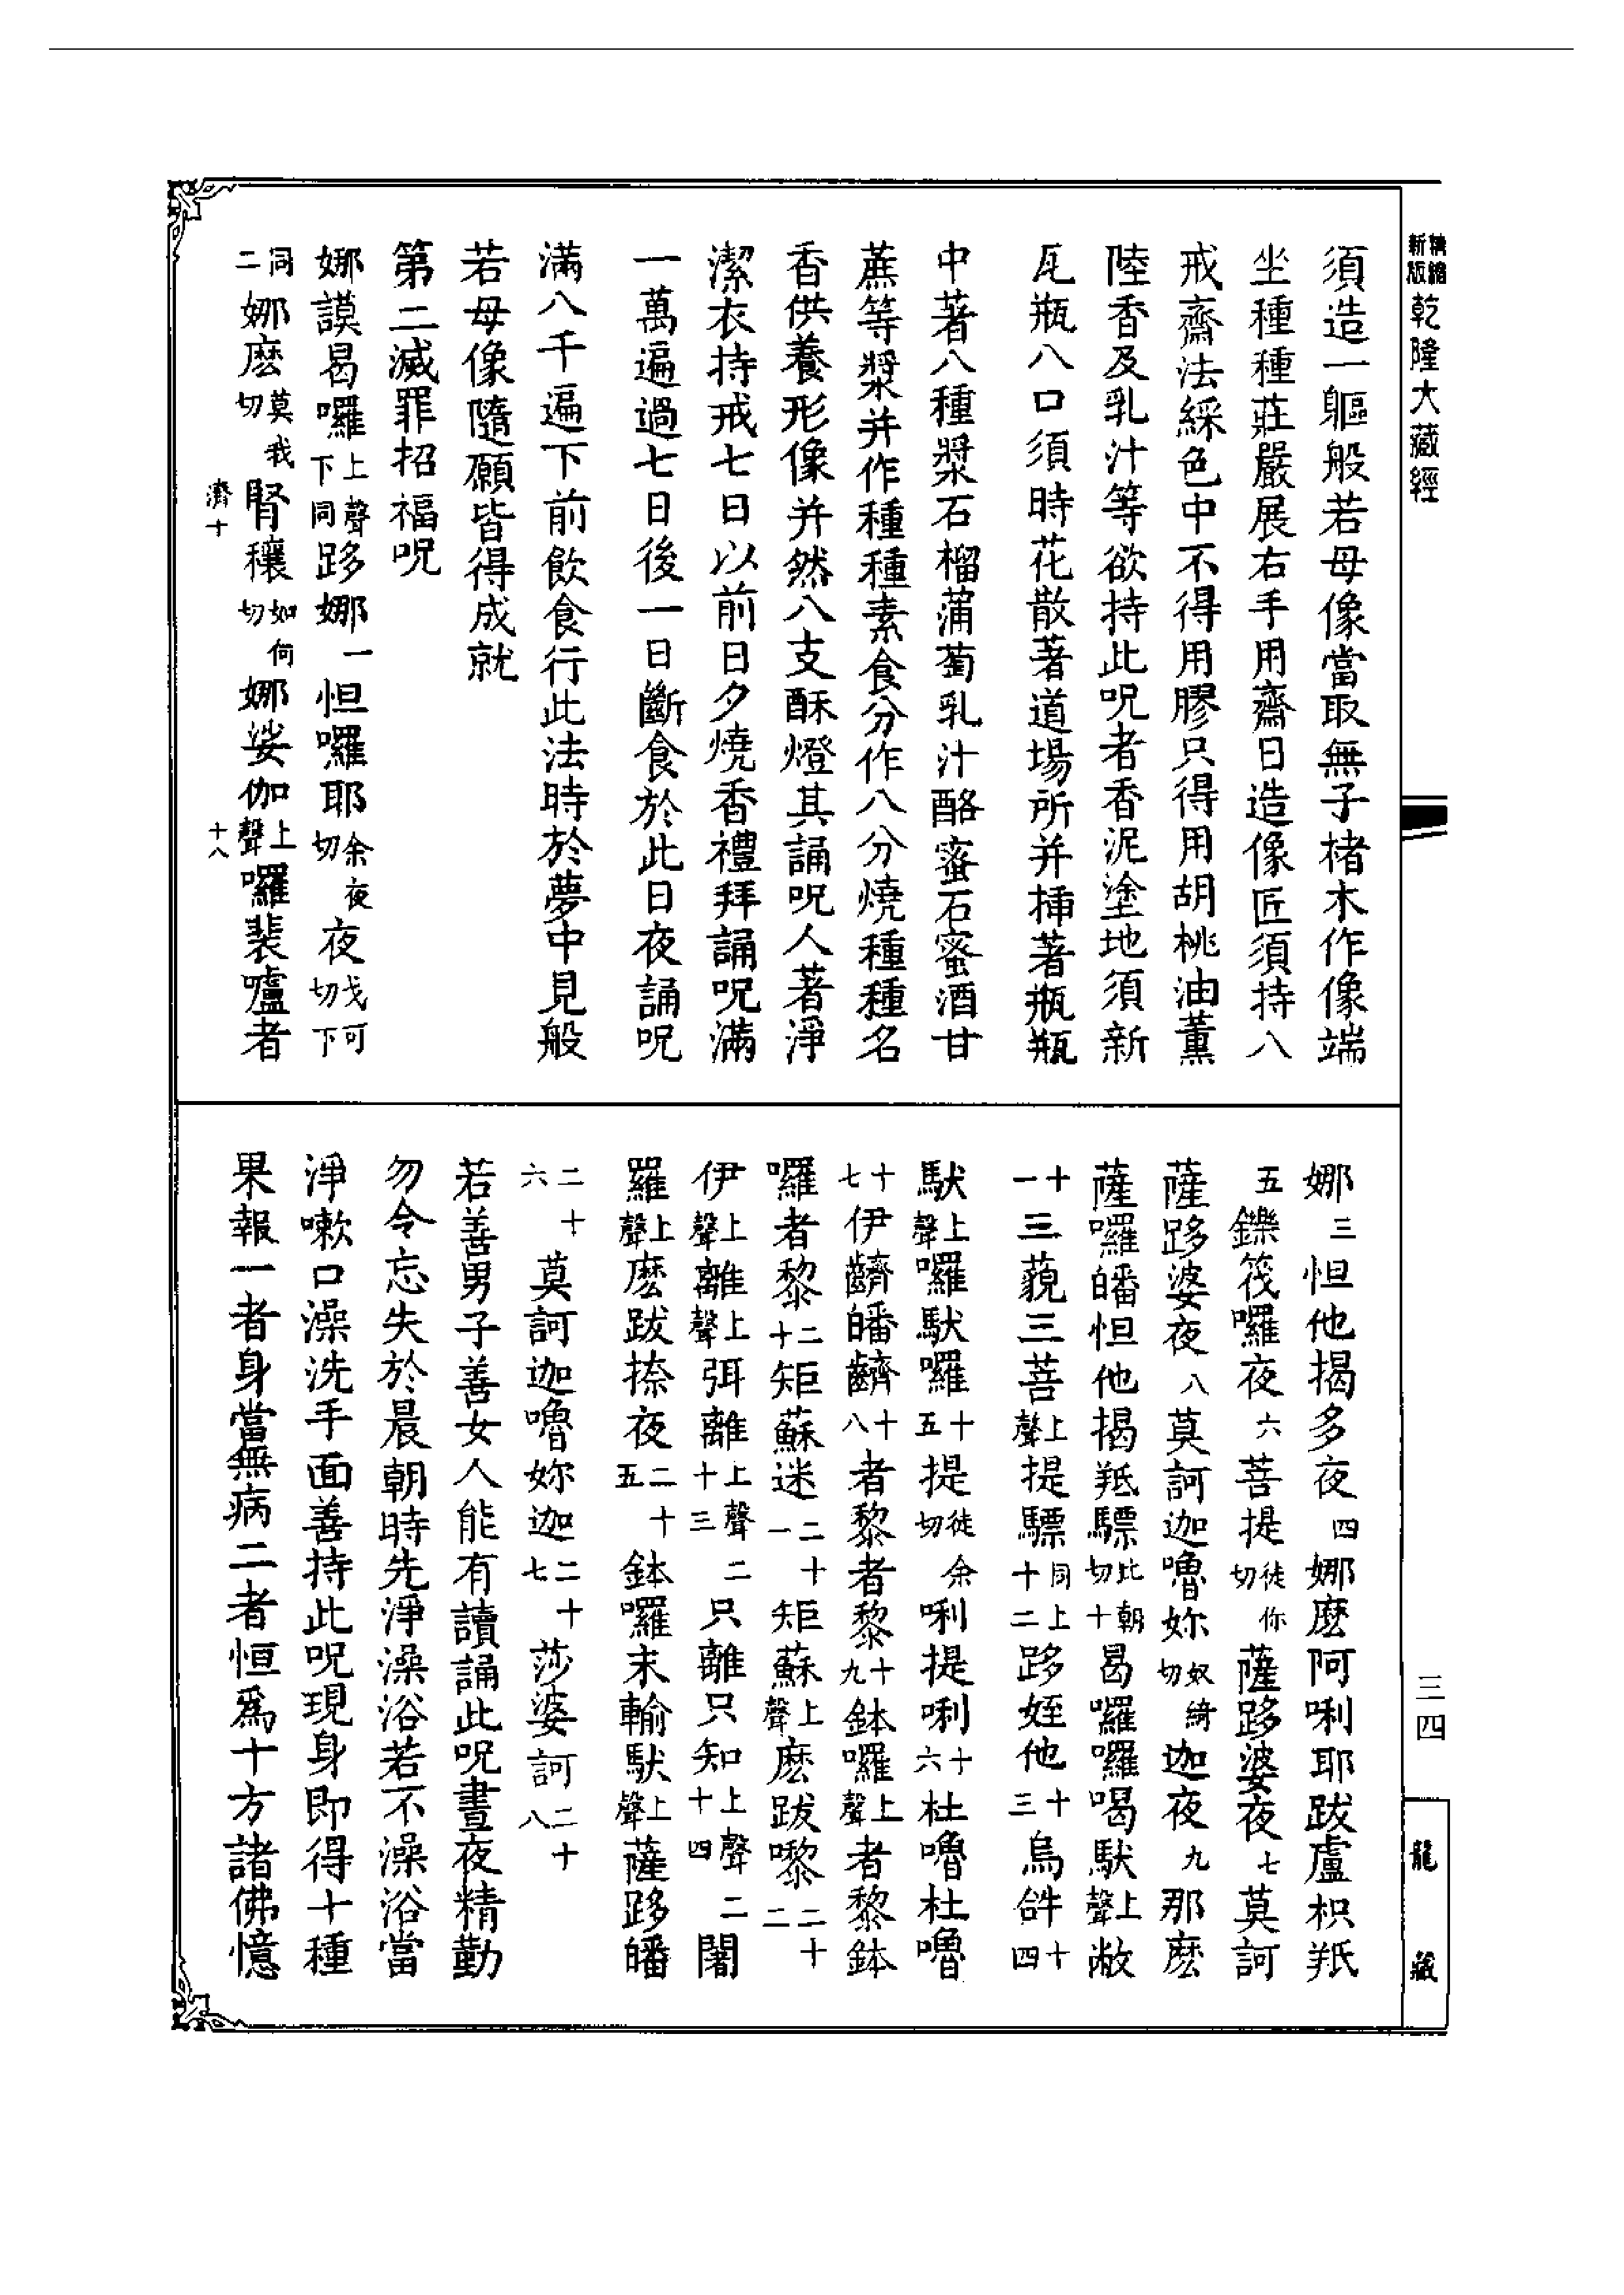 精縮新版乾隆大藏經
三四
龍藏
須造一軀般若母像當取無子楮木作像端
坐種種莊嚴展右手用齋日造像匠須持八
戒齋法綵色中不得用膠只得用胡桃油薰
陸香及乳汁等欲持此呪者香泥塗地須新
瓦瓶八口須時花散著道場所并揷著瓶瓶
中著八種漿石榴蒲萄乳汁酪蜜石蜜酒甘
蔗等漿并作種種素食分作八分燒種種名
香供養形像并然八支酥燈其誦呪人著淨
潔衣持戒七日以前日夕燒香禮拜誦呪滿
一萬遍過七日後一日斷食於此日夜誦呪
滿八千遍下前飲食行此法時於夢中見般
若母像隨願皆得成就
第二滅罪招福呪
娜謨曷囉上聲下同跢娜一怛囉耶余夜切夜戈可切下
同二娜麽莫我切腎穰如何切娜娑伽上聲囉裴嚧者
濟十
十八
娜三怛他揭多夜四娜麽阿唎耶跋盧枳羝
五鑠筏囉夜六菩提徒你切薩跢婆夜七莫訶
薩跢婆夜八莫訶迦嚕妳奴綺切迦夜九那麽
薩囉皤怛他揭羝驃比朝切十曷囉囉喝馱上聲敝
十一三藐三菩上聲提驃同上十二跢姪他十三烏𤙖十四
馱上聲囉馱囉十五提徒余切唎提唎十六杜嚕杜嚕
十七伊齭皤齭十八者黎者黎十九鉢囉上聲者黎鉢
囉者黎二十矩蘇迷二十一矩蘇上聲麽跋嚟二十二
伊上聲離上聲弭離上聲二十三只離只知上聲二十四闍
羅上聲麽跋捺夜二十五鉢囉末輸馱上聲薩跢皤
二十六莫訶迦嚕妳迦二十七莎婆訶二十八
若善男子善女人能有讀誦此呪晝夜精勤
勿令忘失於晨朝時先淨澡浴若不澡浴當
淨嗽口澡洗手面善持此呪現身即得十種
果報一者身當無病二者恒爲十方諸佛憶